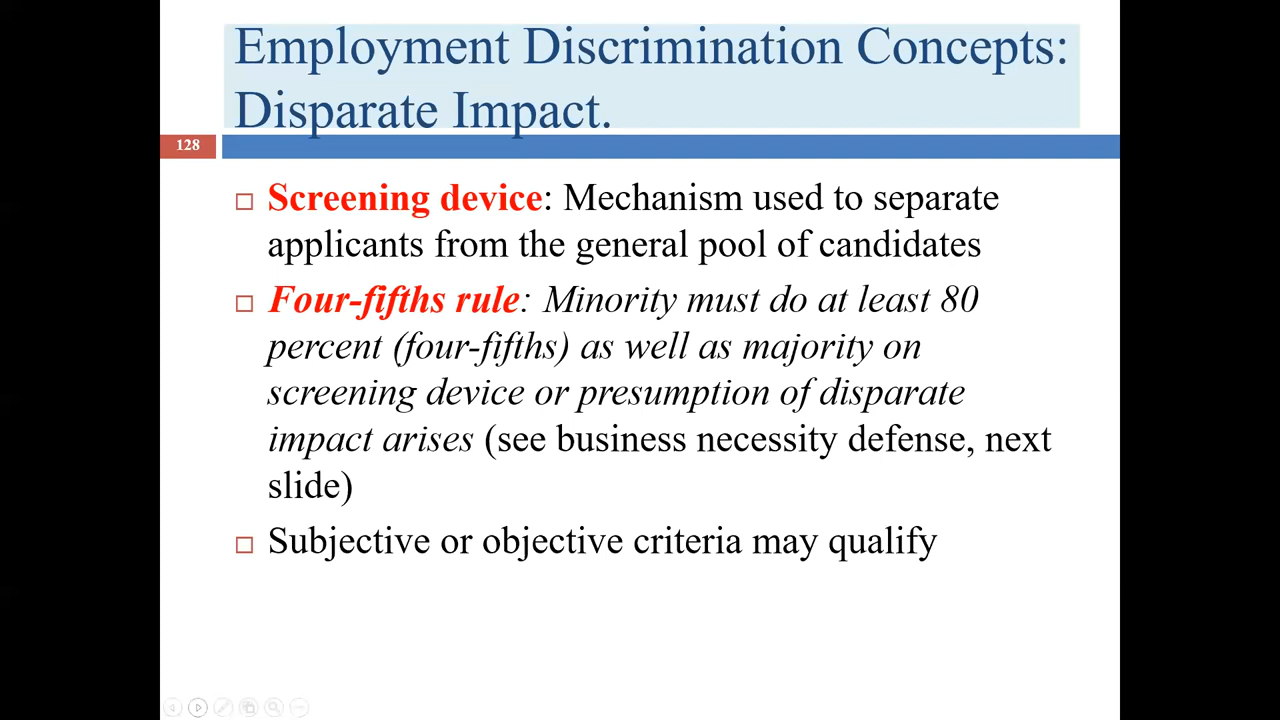 Employment Discrimination Concepts:
Disparate Impact.
128
Screening device: Mechanism used to separate
applicants from the general pool of candidates
Four-fifths rule: Minority must do at least 80
percent (four-fifths) as well as majority on
screening device or presumption of disparate
impact arises (see business necessity defense, next
slide)
Subjective or objective criteria may qualify